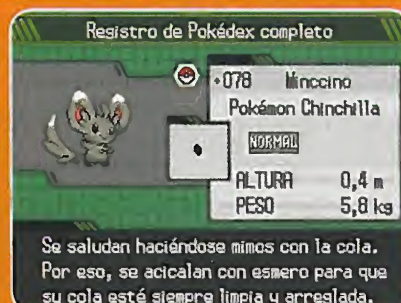 Registro de Pokédex completo
•078 Minccino
Pokémon Chinchilla
NORMAL
ALTURA 0,4 m
PESO 5,8 kg
Se saludan haciéndose mimos con la cola.
Por eso, se acicalan con esmero para que
su cola esté siempre limpia y arreglada.